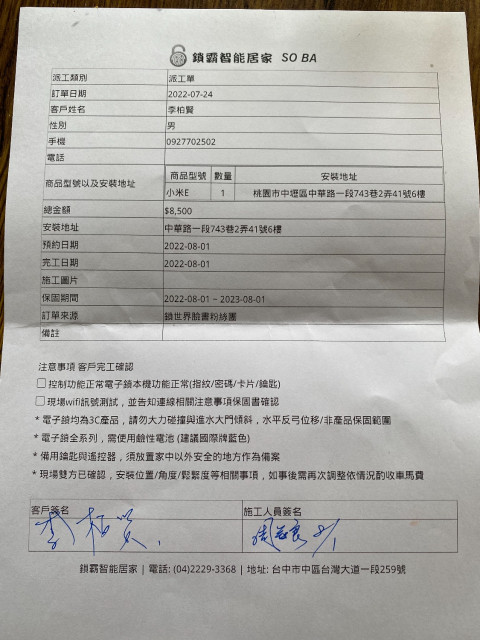 鎖霸智能居家 SO BA
派工類別 派工單
訂單日期 2022-07-24
客戶姓名 李柏賢
性別 男
手機 0927702502
電話
商品型號以及安裝地址 商品型號 數量 安裝地址
小米E 1 桃園市中壢區中華路一段743巷2弄41號6樓
總金額 $8,500
安裝地址 中華路一段743巷2弄41號6樓
預約日期 2022-08-01
完工日期 2022-08-01
施工圖片
保固期間 2022-08-01 ~ 2023-08-01
訂單來源 鎖世界臉書粉絲團
備註
注意事項 客戶完工確認
控制功能正常電子鎖本機功能正常(指紋/密碼/卡片/鑰匙)
現場wifi訊號測試，並告知連線相關注意事項保固書確認
* 電子鎖均為3C產品，請勿大力碰撞與進水大門傾斜，水平反弓位移/非產品保固範圍
* 電子鎖全系列，需使用鹼性電池 (建議國際牌藍色)
* 備用鑰匙與遙控器，須放置家中以外安全的地方作為備案
* 現場雙方已確認，安裝位置/角度/鬆緊度等相關事項，如事後需再次調整依情況酌收車馬費
客戶簽名 施工人員簽名
李柏賢 8/1
鎖霸智能居家 | 電話: (04)2229-3368 | 地址: 台中市中區台灣大道一段259號